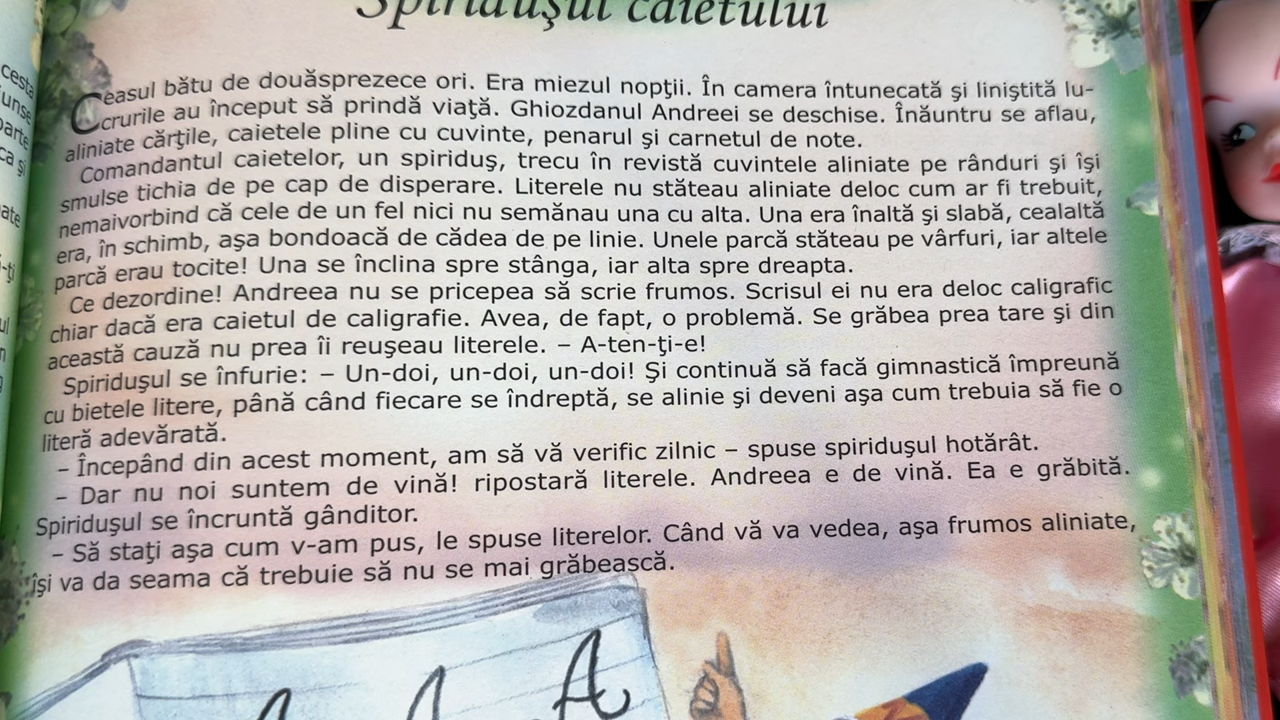 Spiriduşul caietului
Ceasul bătu de douăsprezece ori. Era miezul nopţii. În camera întunecată şi liniştită lu-
crurile au început să prindă viaţă. Ghiozdanul Andreei se deschise. Înăuntru se aflau,
aliniate cărţile, caietele pline cu cuvinte, penarul şi carnetul de note.
Comandantul caietelor, un spiriduş, trecu în revistă cuvintele aliniate pe rânduri şi îşi
smulse tichia de pe cap de disperare. Literele nu stăteau aliniate deloc cum ar fi trebuit,
nemaivorbind că cele de un fel nici nu semănau una cu alta. Una era înaltă şi slabă, cealaltă
era, în schimb, aşa bondoacă de cădea de pe linie. Unele parcă stăteau pe vârfuri, iar altele
parcă erau tocite! Una se înclina spre stânga, iar alta spre dreapta.
Ce dezordine! Andreea nu se pricepea să scrie frumos. Scrisul ei nu era deloc caligrafic
chiar dacă era caietul de caligrafie. Avea, de fapt, o problemă. Se grăbea prea tare şi din
această cauză nu prea îi reuşeau literele. – A-ten-ţi-e!
Spiriduşul se înfurie: – Un-doi, un-doi, un-doi! Şi continuă să facă gimnastică împreună
cu bietele litere, până când fiecare se îndreptă, se alinie şi deveni aşa cum trebuia să fie o
literă adevărată.
– Începând din acest moment, am să vă verific zilnic – spuse spiriduşul hotărât.
– Dar nu noi suntem de vină! ripostară literele. Andreea e de vină. Ea e grăbită.
Spiriduşul se încruntă gânditor.
– Să staţi aşa cum v-am pus, le spuse literelor. Când vă va vedea, aşa frumos aliniate,
îşi va da seama că trebuie să nu se mai grăbească.
A